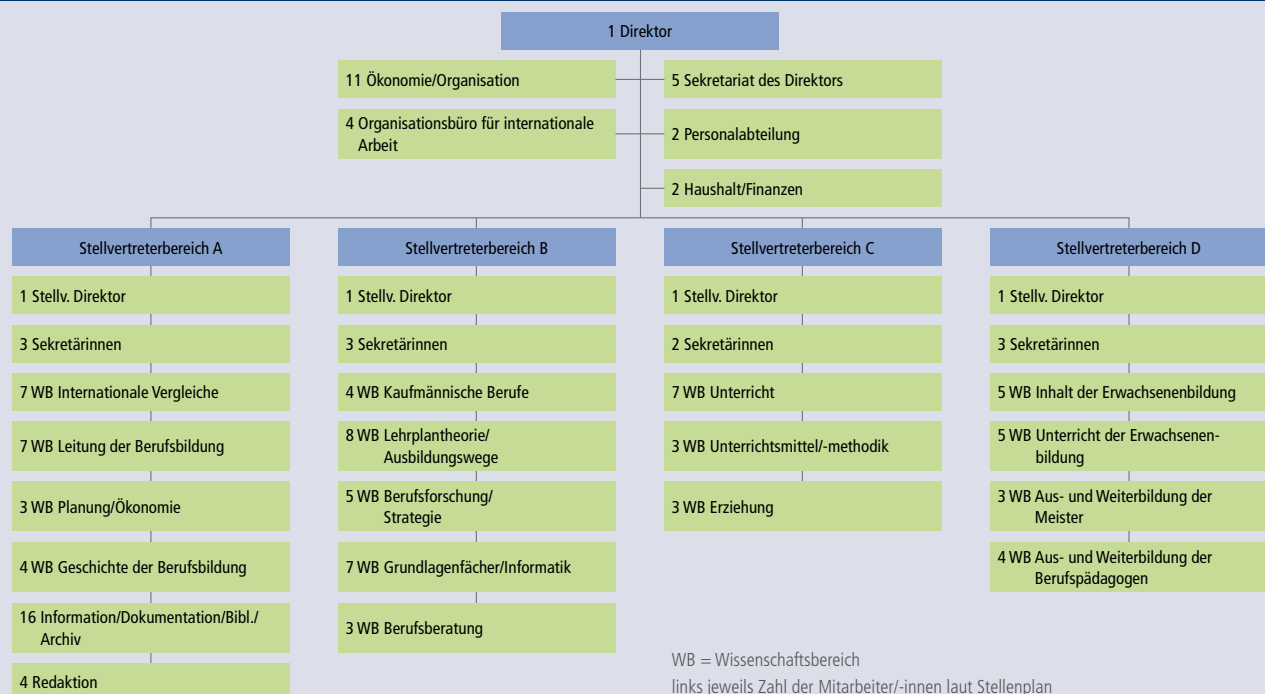 1 Direktor
11 Ökonomie/Organisation
5 Sekretariat des Direktors
4 Organisationsbüro für internationale
Arbeit
2 Personalabteilung
2 Haushalt/Finanzen
Stellvertreterbereich A
1 Stellv. Direktor
3 Sekretärinnen
7 WB Internationale Vergleiche
7 WB Leitung der Berufsbildung
3 WB Planung/Ökonomie
4 WB Geschichte der Berufsbildung
16 Information/Dokumentation/Bibl./
Archiv
4 Redaktion
Stellvertreterbereich B
1 Stellv. Direktor
3 Sekretärinnen
4 WB Kaufmännische Berufe
8 WB Lehrplantheorie/
Ausbildungswege
5 WB Berufsforschung/
Strategie
7 WB Grundlagenfächer/Informatik
3 WB Berufsberatung
Stellvertreterbereich C
1 Stellv. Direktor
2 Sekretärinnen
7 WB Unterricht
3 WB Unterrichtsmittel/-methodik
3 WB Erziehung
Stellvertreterbereich D
1 Stellv. Direktor
3 Sekretärinnen
5 WB Inhalt der Erwachsenenbildung
5 WB Unterricht der Erwachsenen-
bildung
3 WB Aus- und Weiterbildung der
Meister
4 WB Aus- und Weiterbildung der
Berufspädagogen
WB = Wissenschaftsbereich
links jeweils Zahl der Mitarbeiter/-innen laut Stellenplan